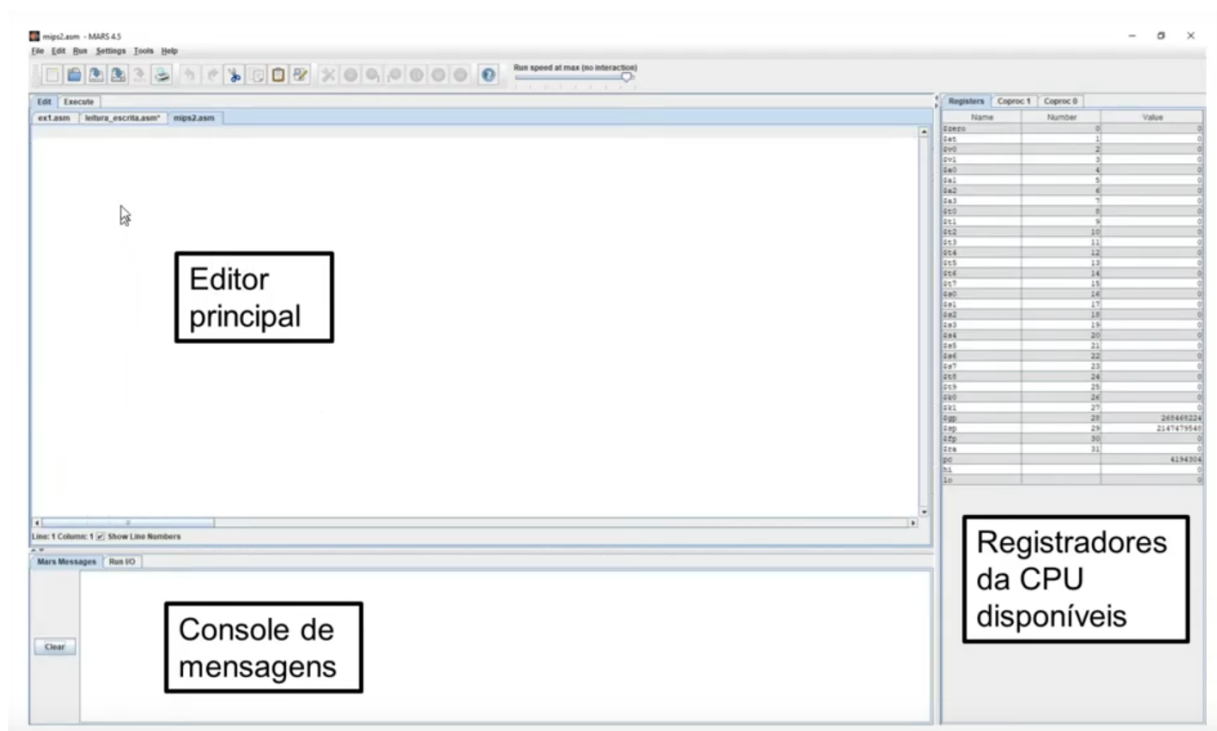 mips2.asm - MARS 4.5
File Edit Run Settings Tools Help
Run speed at max (no interaction)
Edit Execute
ex1.asm leitura_escrita.asm* mips2.asm
Editor
principal
Line: 1 Column: 1 Show Line Numbers
Mars Messages Run I/O
Clear
Console de
mensagens
Registers Coproc 1 Coproc 0
Name Number Value
$zero 0 0
$at 1 0
$v0 2 0
$v1 3 0
$a0 4 0
$a1 5 0
$a2 6 0
$a3 7 0
$t0 8 0
$t1 9 0
$t2 10 0
$t3 11 0
$t4 12 0
$t5 13 0
$t6 14 0
$t7 15 0
$s0 16 0
$s1 17 0
$s2 18 0
$s3 19 0
$s4 20 0
$s5 21 0
$s6 22 0
$s7 23 0
$t8 24 0
$t9 25 0
$k0 26 0
$k1 27 0
$gp 28 268468224
$sp 29 2147479548
$fp 30 0
$ra 31 0
pc 4194304
hi 0
lo 0
Registradores
da CPU
disponíveis